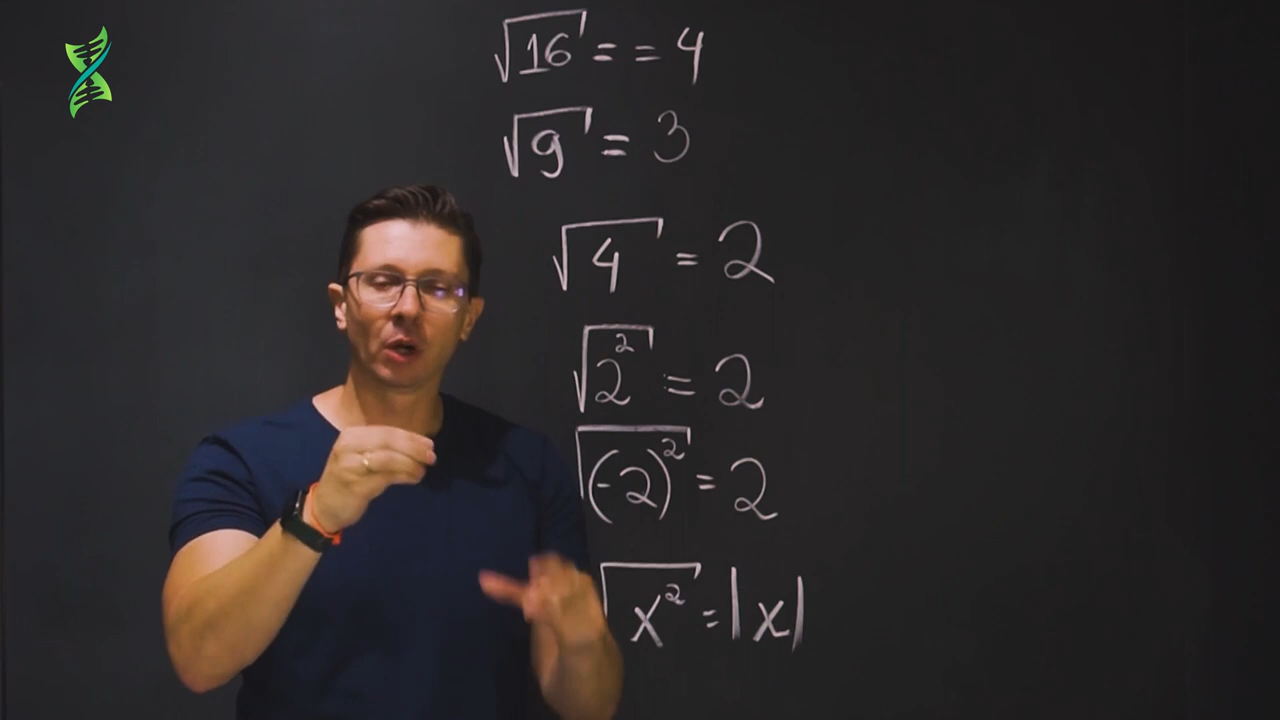 √16 = = 4
√9 = 3
√4 = 2
√2² = 2
√(-2)² = 2
√x² = |x|